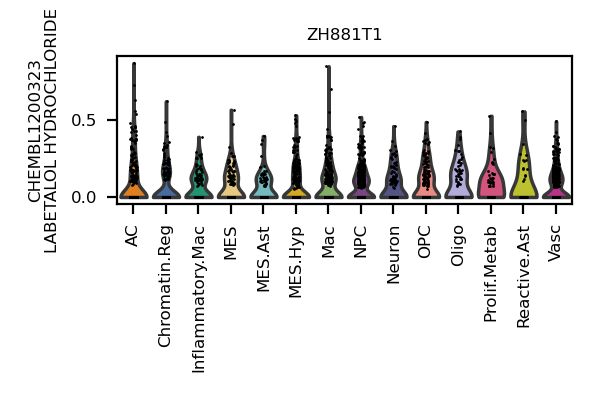 ZH881T1
CHEMBL1200323
LABETALOL HYDROCHLORIDE
0.5
0.0
AC
Chromatin.Reg
Inflammatory.Mac
MES
MES.Ast
MES.Hyp
Mac
NPC
Neuron
OPC
Oligo
Prolif.Metab
Reactive.Ast
Vasc